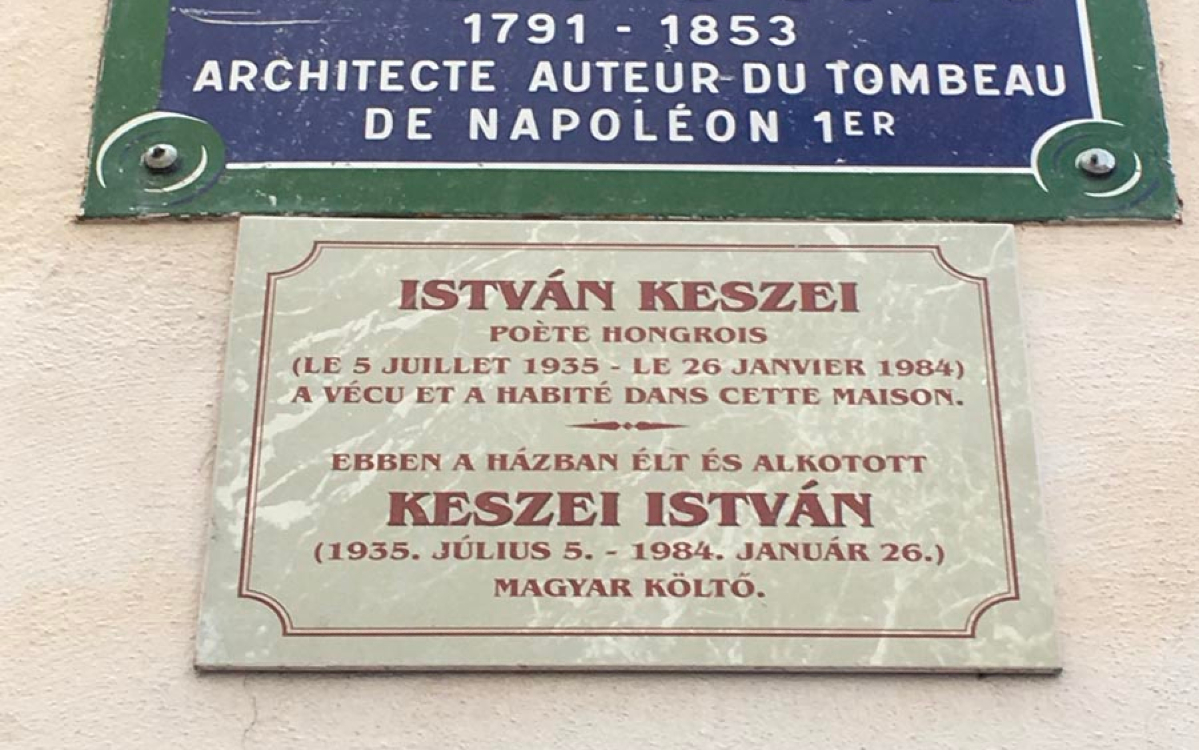 1791 - 1853
ARCHITECTE AUTEUR DU TOMBEAU
DE NAPOLÉON 1ER
ISTVÁN KESZEI
POÈTE HONGROIS
(LE 5 JUILLET 1935 - LE 26 JANVIER 1984)
A VÉCU ET A HABITÉ DANS CETTE MAISON.
EBBEN A HÁZBAN ÉLT ÉS ALKOTOTT
KESZEI ISTVÁN
(1935. JÚLIUS 5. - 1984. JANUÁR 26.)
MAGYAR KÖLTŐ.